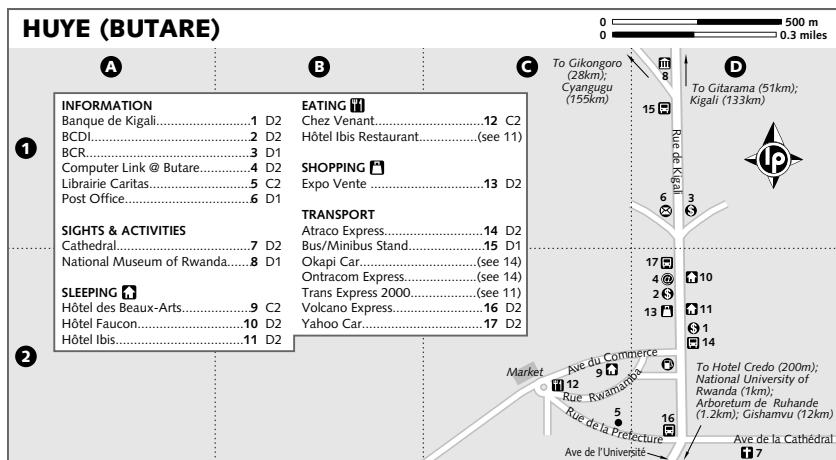 HUYE (BUTARE)
0 500 m
0 0.3 miles
A B C D
1
2
INFORMATION
Banque de Kigali 1 D2
BCDI 2 D2
BCR 3 D1
Computer Link @ Butare 4 D2
Librairie Caritas 5 C2
Post Office 6 D1
SIGHTS & ACTIVITIES
Cathedral 7 D2
National Museum of Rwanda 8 D1
SLEEPING
Hôtel des Beaux-Arts 9 C2
Hôtel Faucon 10 D2
Hôtel Ibis 11 D2
EATING
Chez Venant 12 C2
Hôtel Ibis Restaurant (see 11)
SHOPPING
Expo Vente 13 D2
TRANSPORT
Atraco Express 14 D2
Bus/Minibus Stand 15 D1
Okapi Car (see 14)
Ontracom Express (see 14)
Trans Express 2000 (see 11)
Volcano Express 16 D2
Yahoo Car 17 D2
To Gikongoro
(28km);
Cyangugu
(155km)
8
To Gitarama (51km);
Kigali (133km)
15
Rue de Kigali
lp
6 $ 3
17
4 @
10
2 $
13
11
$ 1
14
Market
Ave du Commerce
9
12
Rue Rwamamba
5
Rue de la Prefecture
16
To Hotel Credo (200m);
National University of
Rwanda (1km);
Arboretum de Ruhande
(1.2km); Gishamvu (12km)
Ave de l'Université
Ave de la Cathédral
7